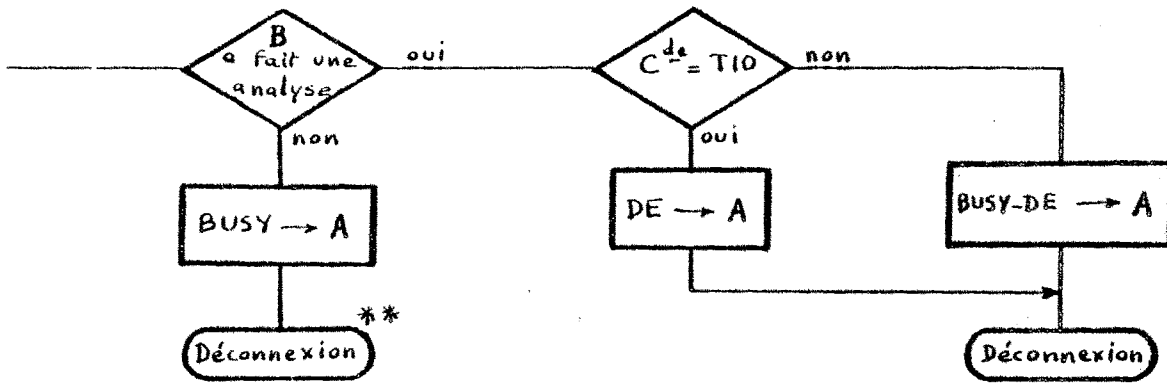 B
a fait une
analyse
oui
non
BUSY → A
**
Déconnexion
Cde = TIO
non
oui
DE → A
BUSY-DE → A
Déconnexion